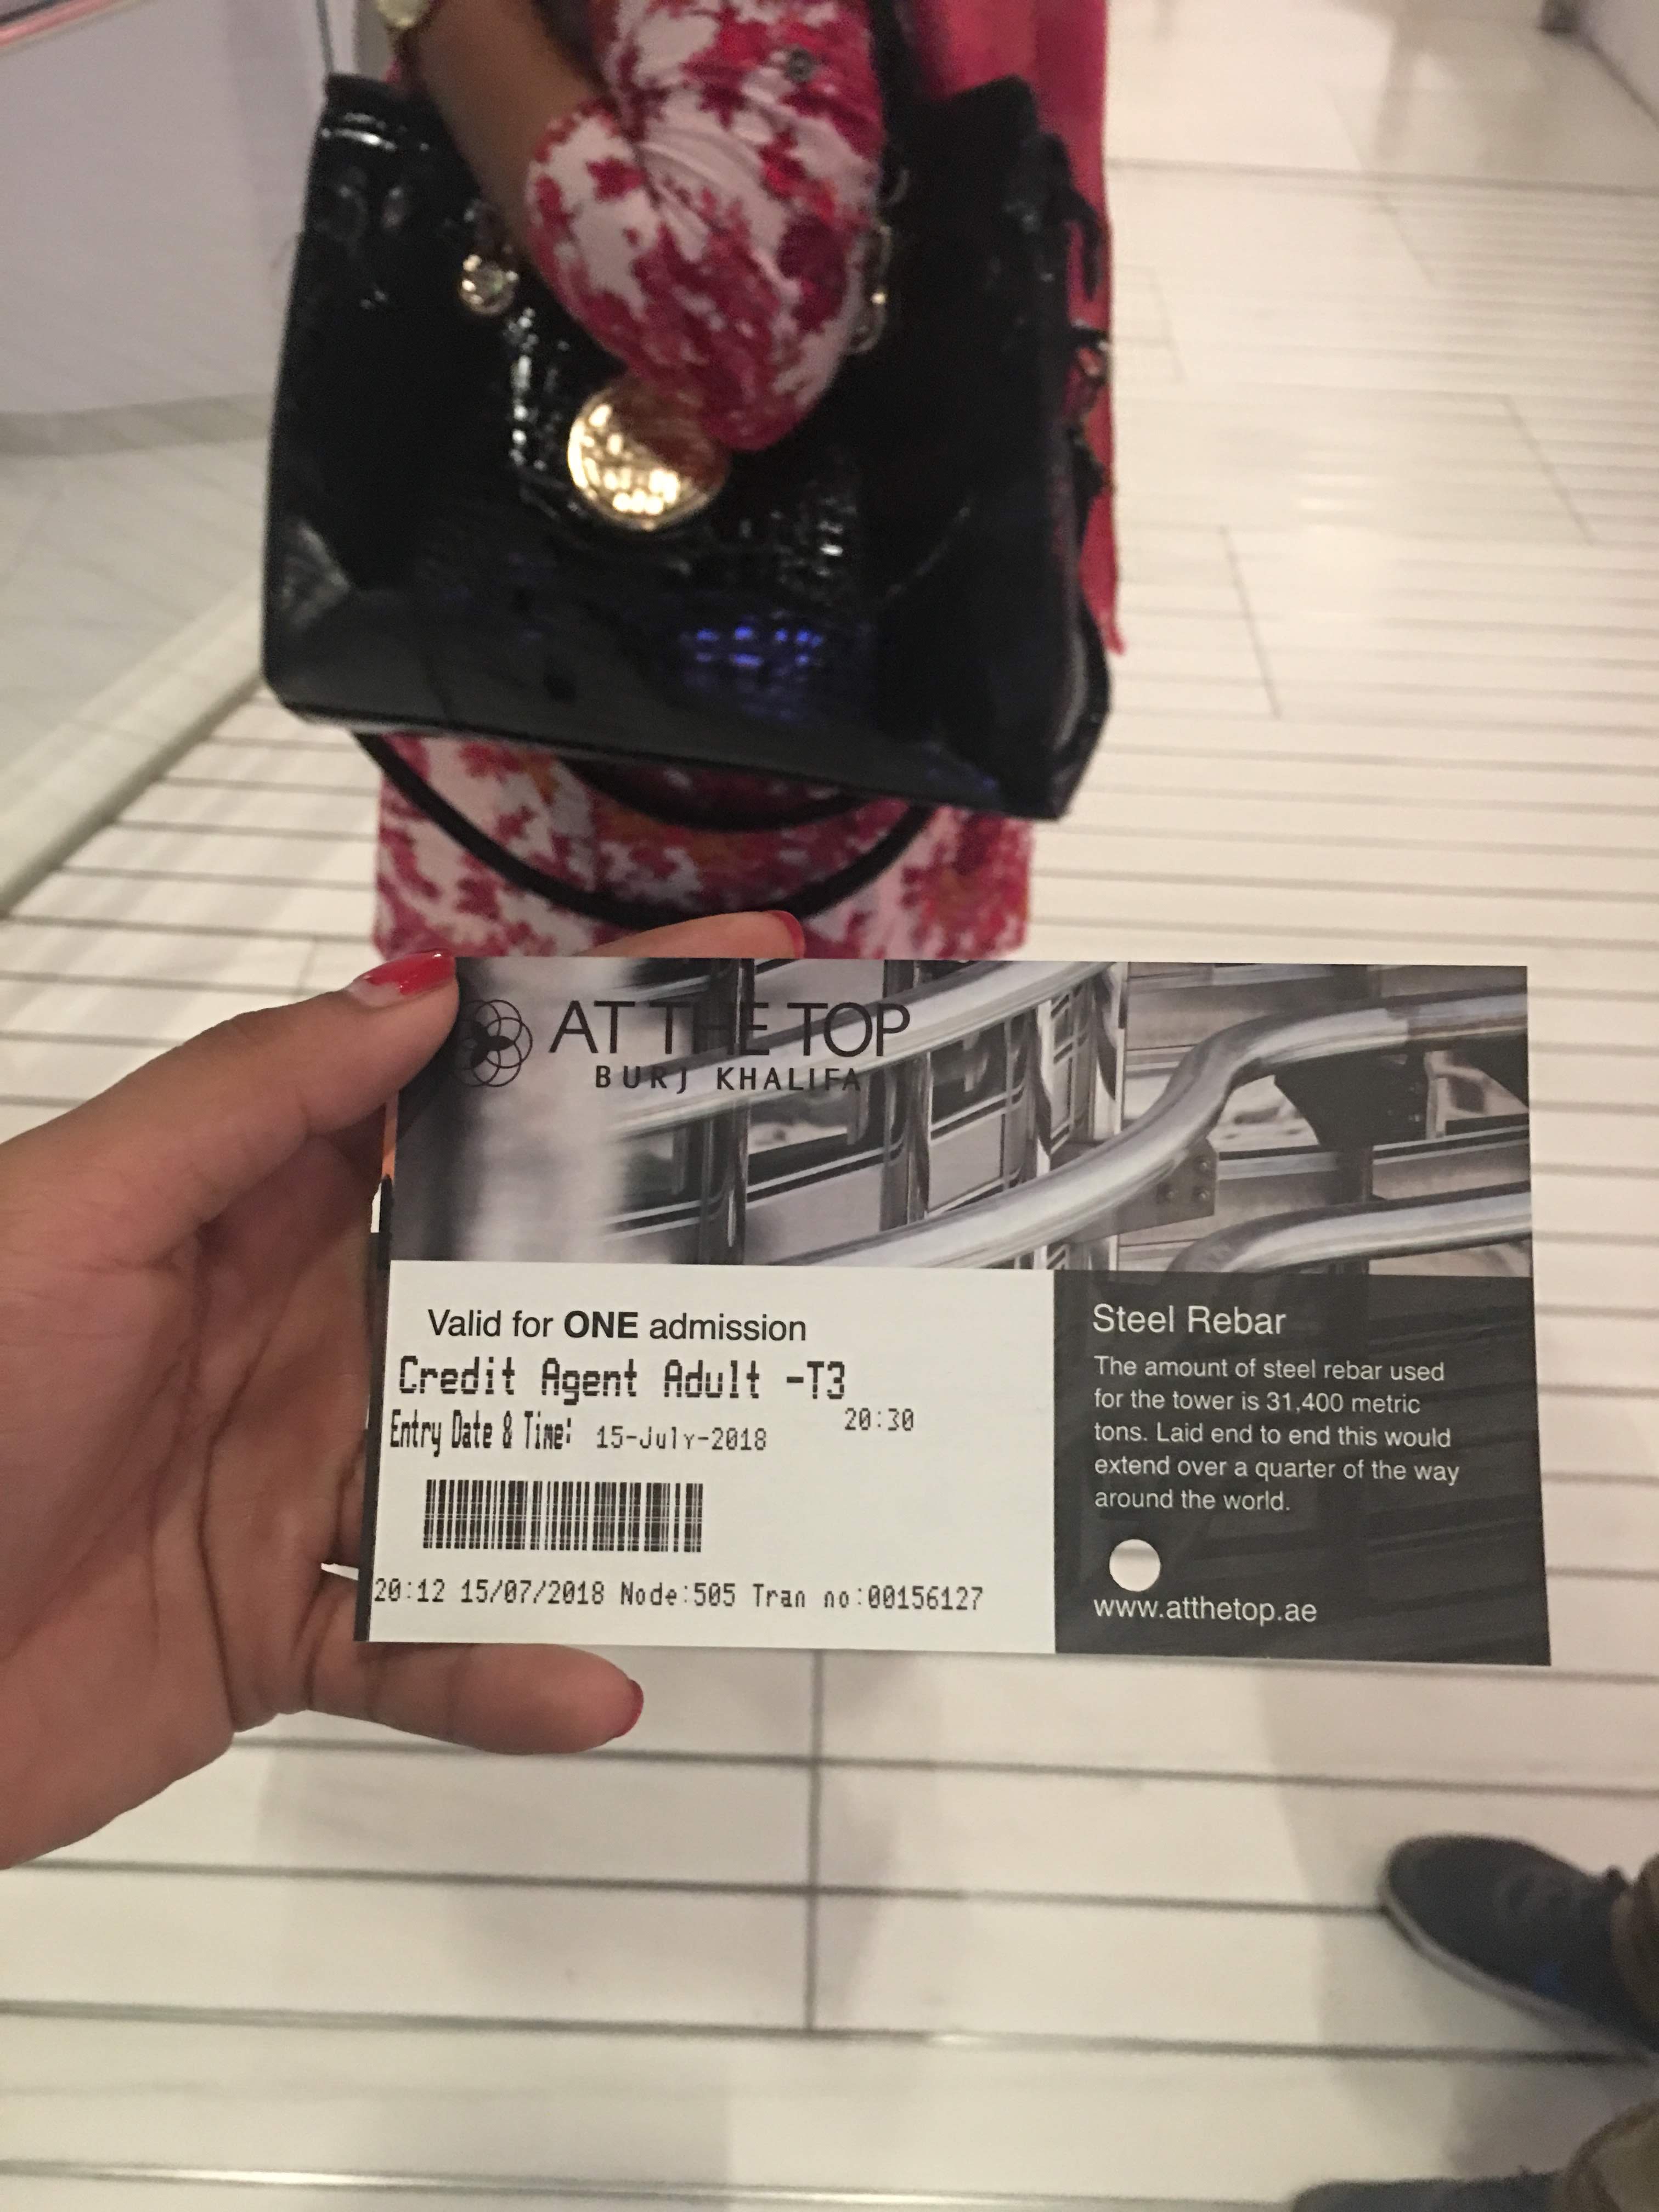 AT THE TOP
BURJ KHALIFA
Valid for ONE admission
Credit Agent Adult -T3
Entry Date & Time: 15-July-2018 20:30
20:12 15/07/2018 Node:505 Tran no:00156127
Steel Rebar
The amount of steel rebar used
for the tower is 31,400 metric
tons. Laid end to end this would
extend over a quarter of the way
around the world.
www.atthetop.ae